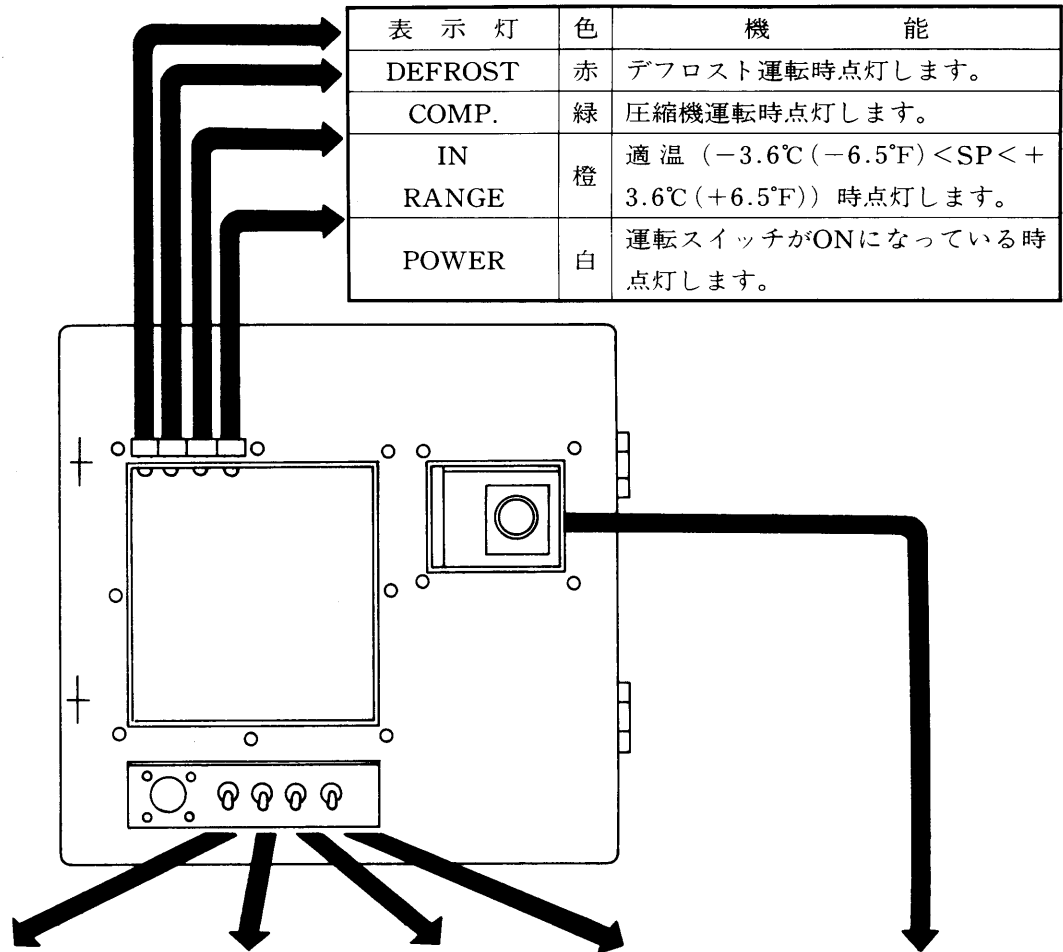 表示灯 色 機能
DEFROST 赤 デフロスト運転時点灯します。
COMP. 緑 圧縮機運転時点灯します。
IN RANGE 橙 適温(−3.6℃(−6.5°F)<SP<+
3.6℃(+6.5°F))時点灯します。
POWER 白 運転スイッチがONになっている時
点灯します。